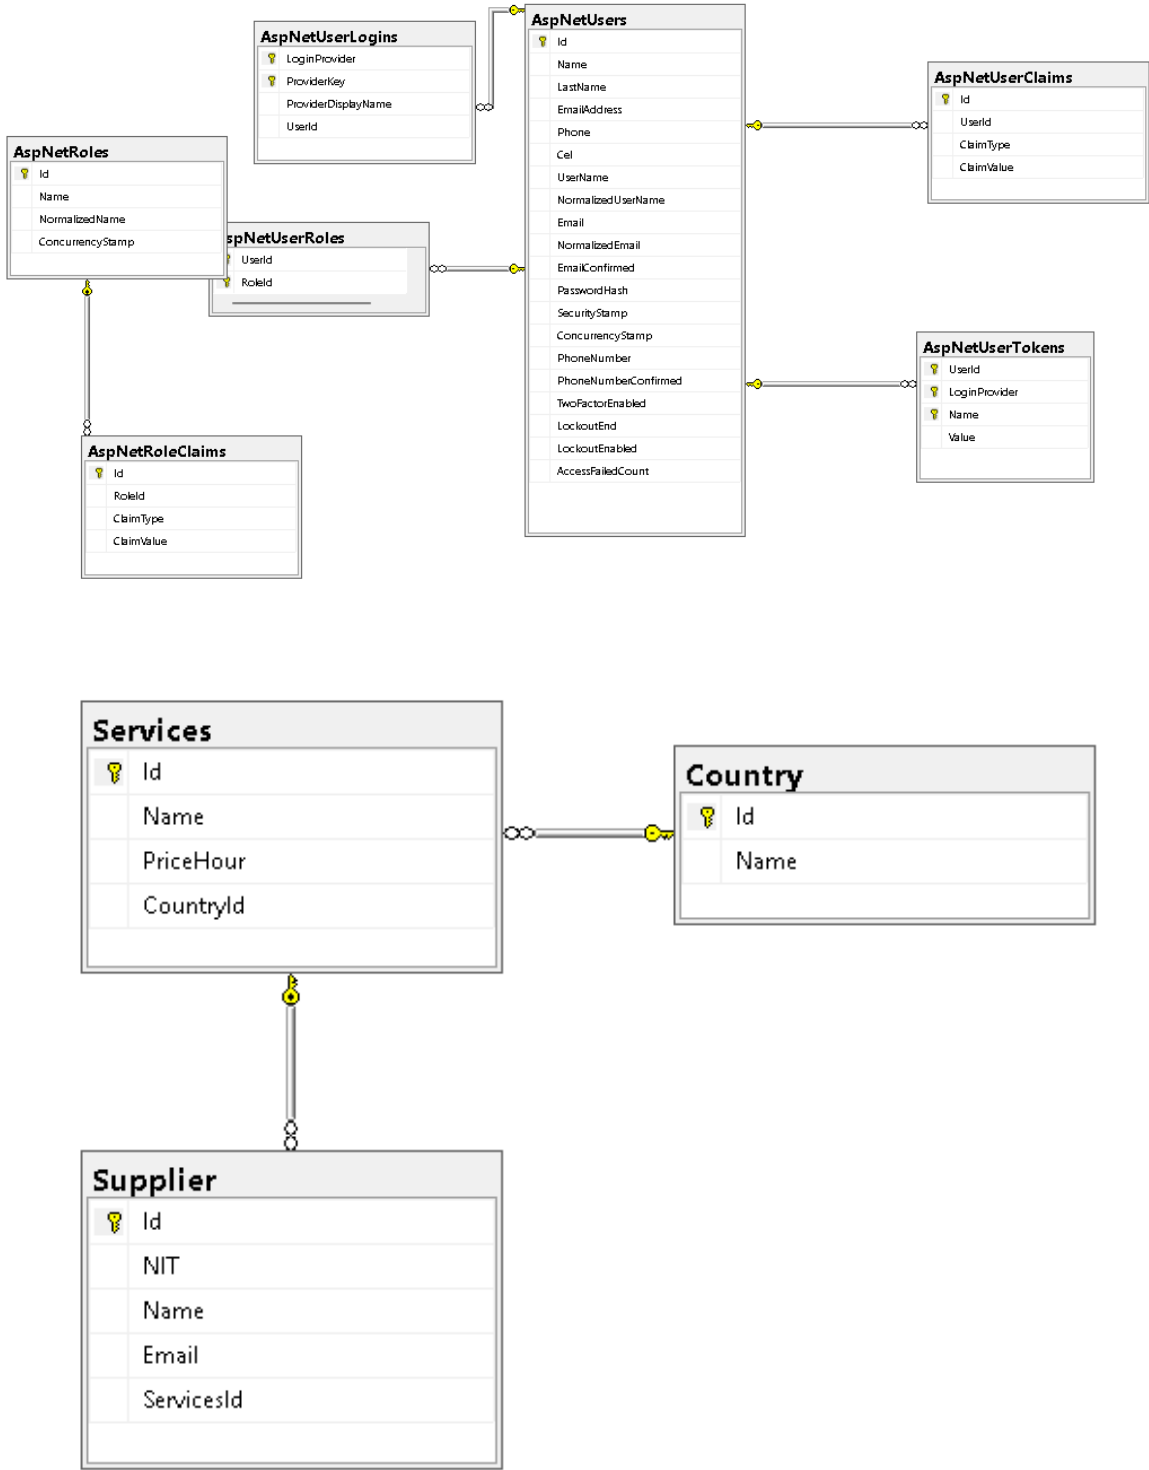 AspNetUserLogins
LoginProvider
ProviderKey
ProviderDisplayName
UserId
AspNetUsers
Id
Name
LastName
EmailAddress
Phone
Cel
UserName
NormalizedUserName
Email
NormalizedEmail
EmailConfirmed
PasswordHash
SecurityStamp
ConcurrencyStamp
PhoneNumber
PhoneNumberConfirmed
TwoFactorEnabled
LockoutEnd
LockoutEnabled
AccessFailedCount
AspNetUserClaims
Id
UserId
ClaimType
ClaimValue
AspNetRoles
Id
Name
NormalizedName
ConcurrencyStamp
spNetUserRoles
UserId
RoleId
AspNetUserTokens
UserId
LoginProvider
Name
Value
AspNetRoleClaims
Id
RoleId
ClaimType
ClaimValue
Services
Id
Name
PriceHour
CountryId
Country
Id
Name
Supplier
Id
NIT
Name
Email
ServicesId